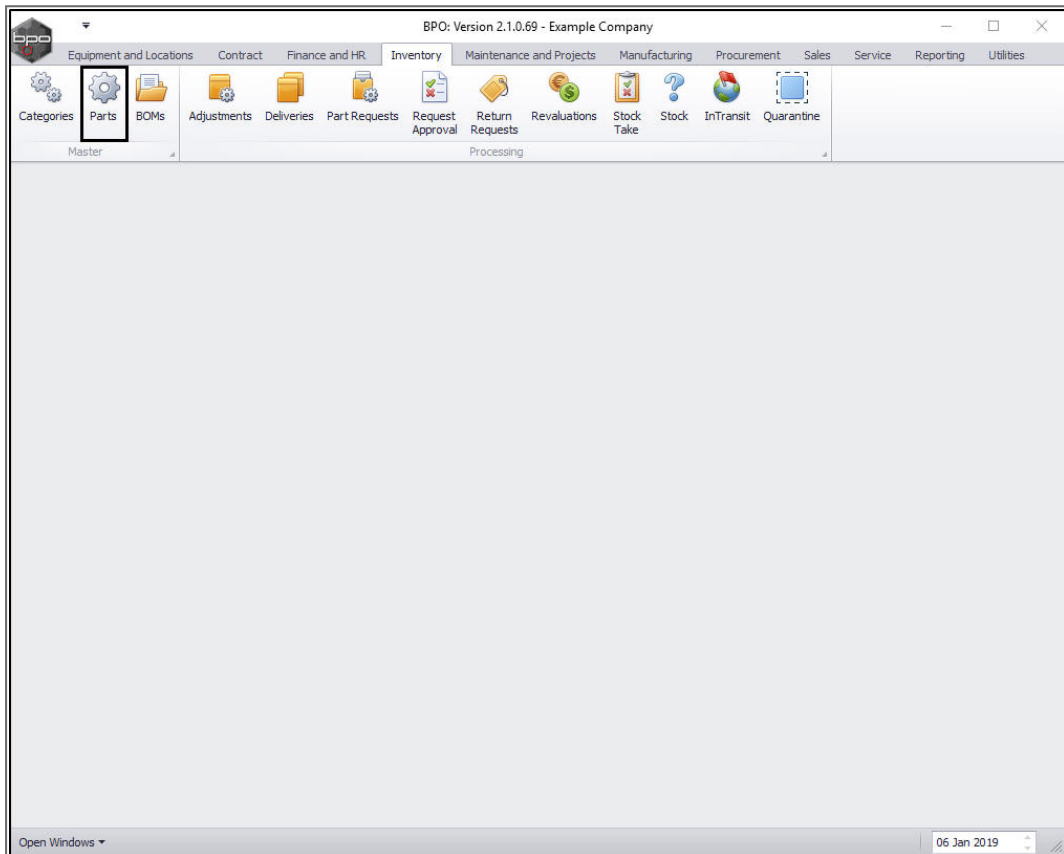 BPO: Version 2.1.0.69 - Example Company
bpo
Equipment and Locations Contract Finance and HR Inventory Maintenance and Projects Manufacturing Procurement Sales Service Reporting Utilities
Categories Parts BOMs Adjustments Deliveries Part Requests Request Approval Return Requests Revaluations Stock Take Stock InTransit Quarantine
Master Processing
Open Windows 06 Jan 2019